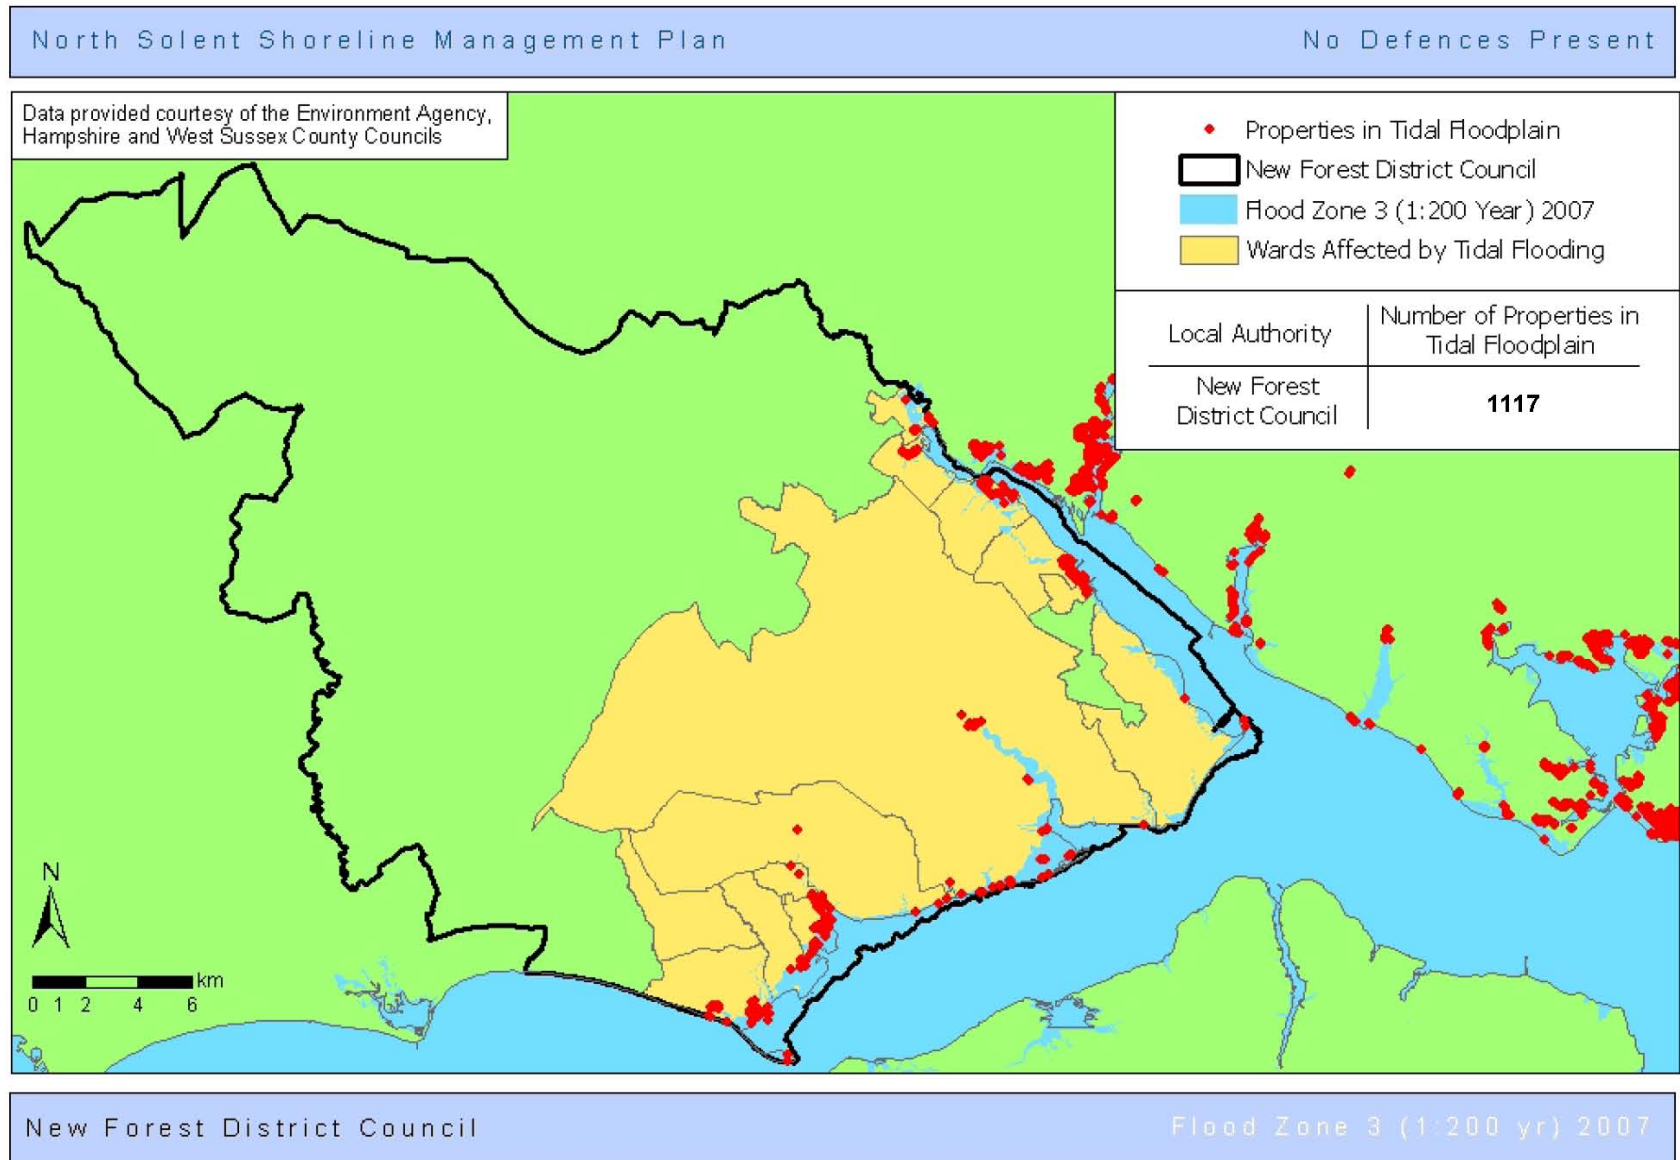 North Solent Shoreline Management Plan
No Defences Present
Data provided courtesy of the Environment Agency,
Hampshire and West Sussex County Councils
Properties in Tidal Floodplain
New Forest District Council
Flood Zone 3 (1:200 Year) 2007
Wards Affected by Tidal Flooding
Local Authority
Number of Properties in
Tidal Floodplain
New Forest
District Council
1117
N
km
0 1 2 4 6
New Forest District Council
Flood Zone 3 (1:200 yr) 2007